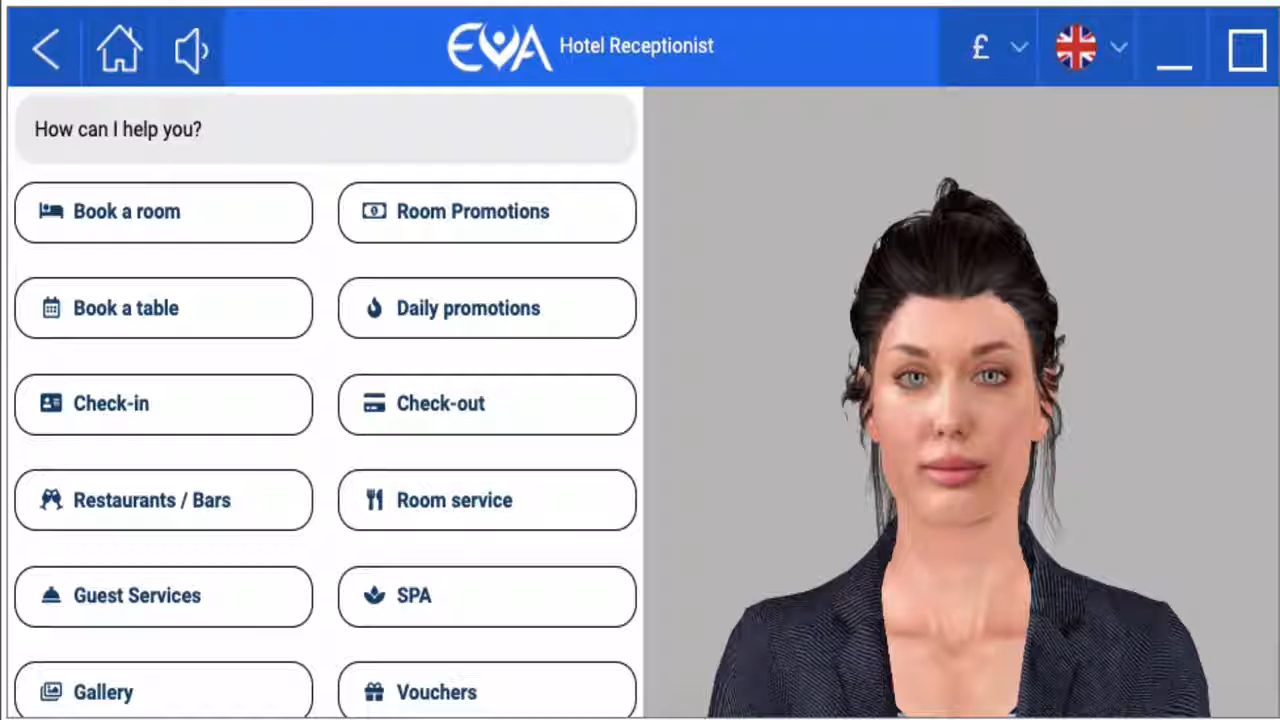 EVA Hotel Receptionist
£
How can I help you?
Book a room
Room Promotions
Book a table
Daily promotions
Check-in
Check-out
Restaurants / Bars
Room service
Guest Services
SPA
Gallery
Vouchers